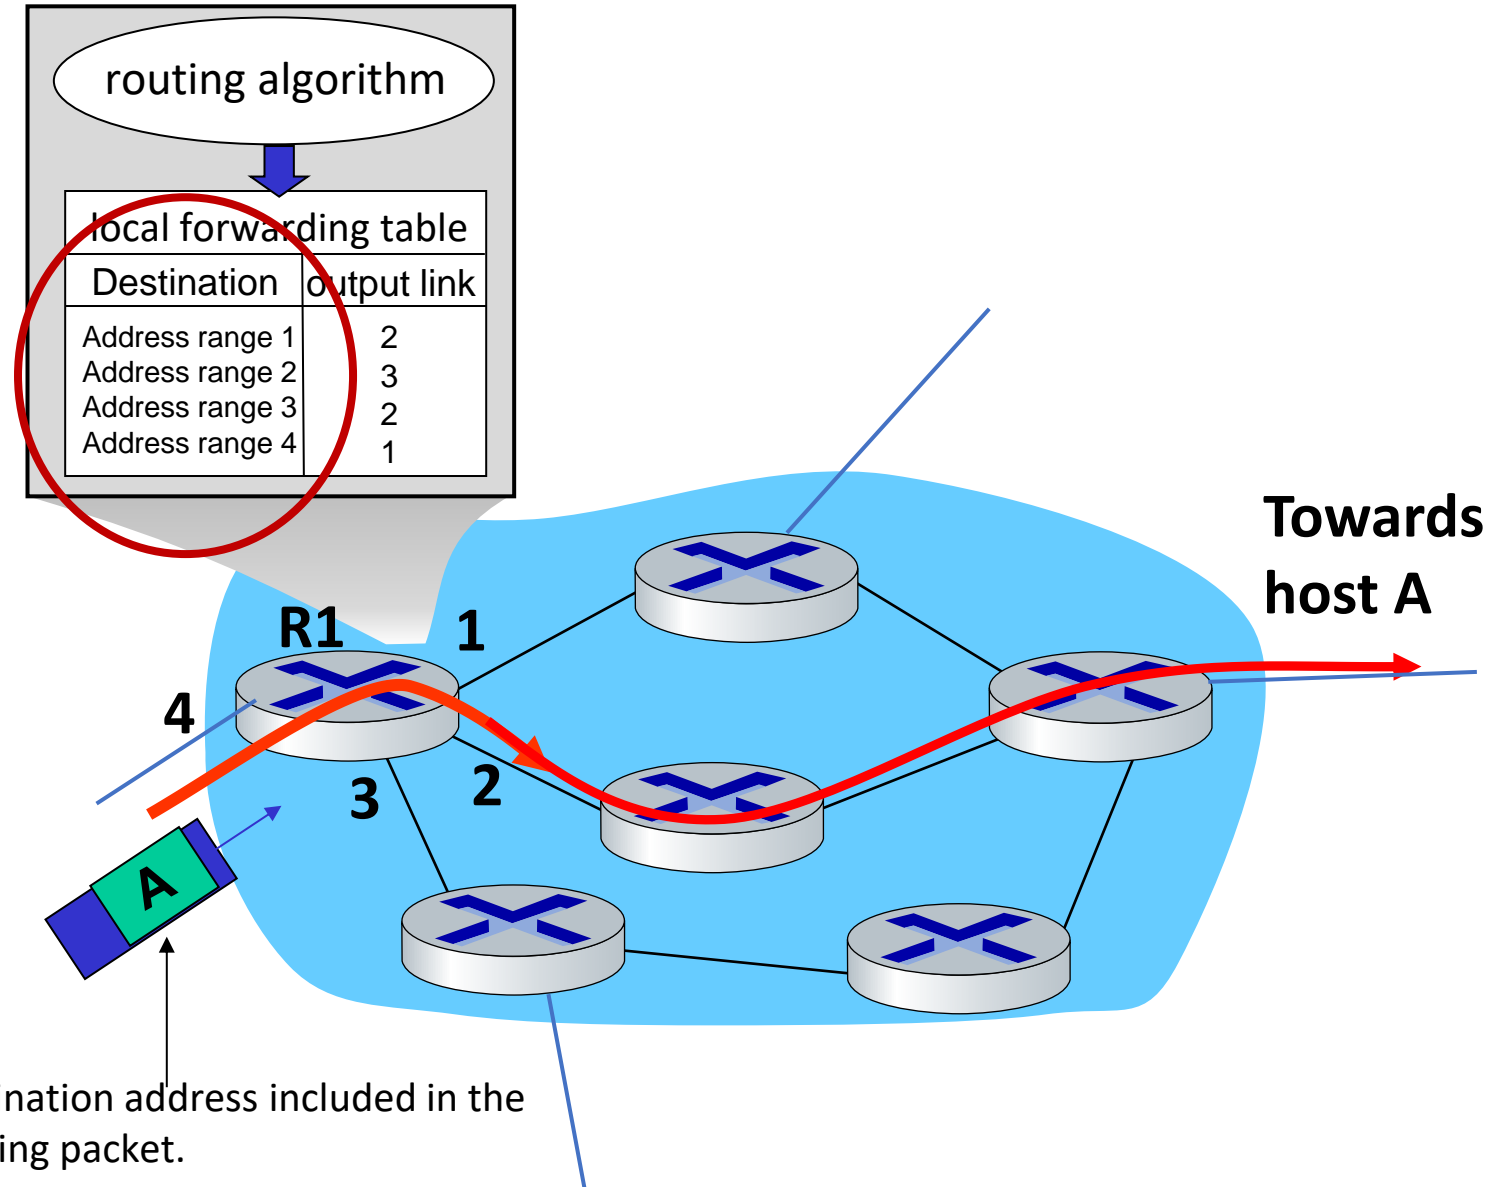 routing algorithm
local forwarding table
Destination output link
Address range 1 2
Address range 2 3
Address range 3 2
Address range 4 1
Towards
host A
R1 1
4
3 2
A
nation address included in the
ing packet.